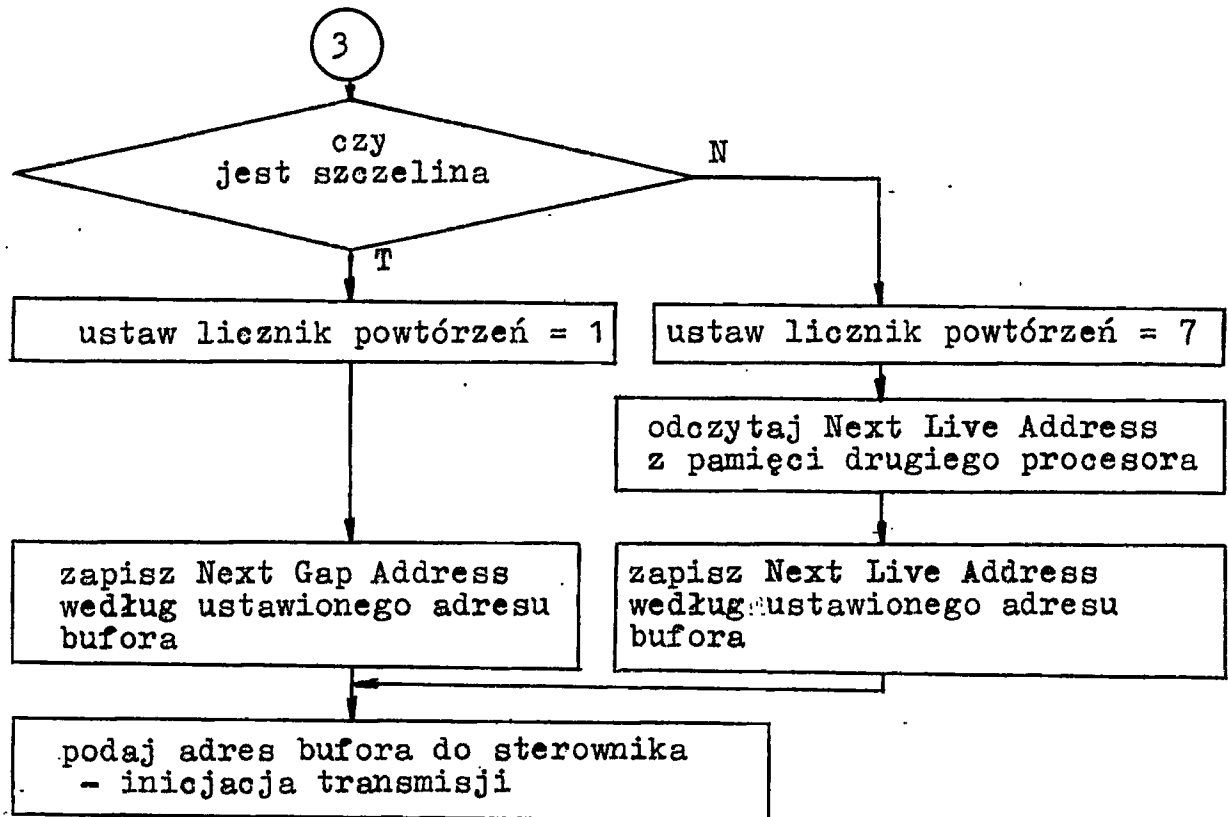 3
czy
jest szczelina
N
T
ustaw licznik powtórzeń = 1
ustaw licznik powtórzeń = 7
odczytaj Next Live Address
z pamięci drugiego procesora
zapisz Next Gap Address
według ustawionego adresu
bufora
zapisz Next Live Address
według ustawionego adresu
bufora
podaj adres bufora do sterownika
- inicjacja transmisji